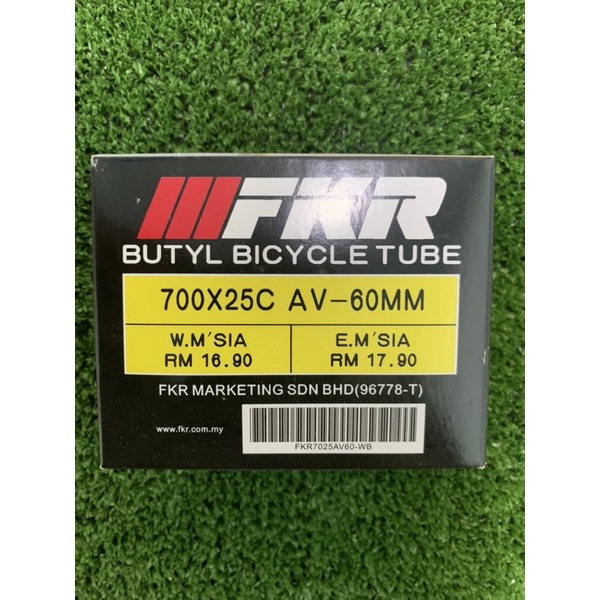 FKR
BUTYL BICYCLE TUBE
700X25C AV-60MM
W.M'SIA
RM 16.90
E.M'SIA
RM 17.90
FKR MARKETING SDN BHD(96778-T)
www.fkr.com.my
FKR7025AV60-WB